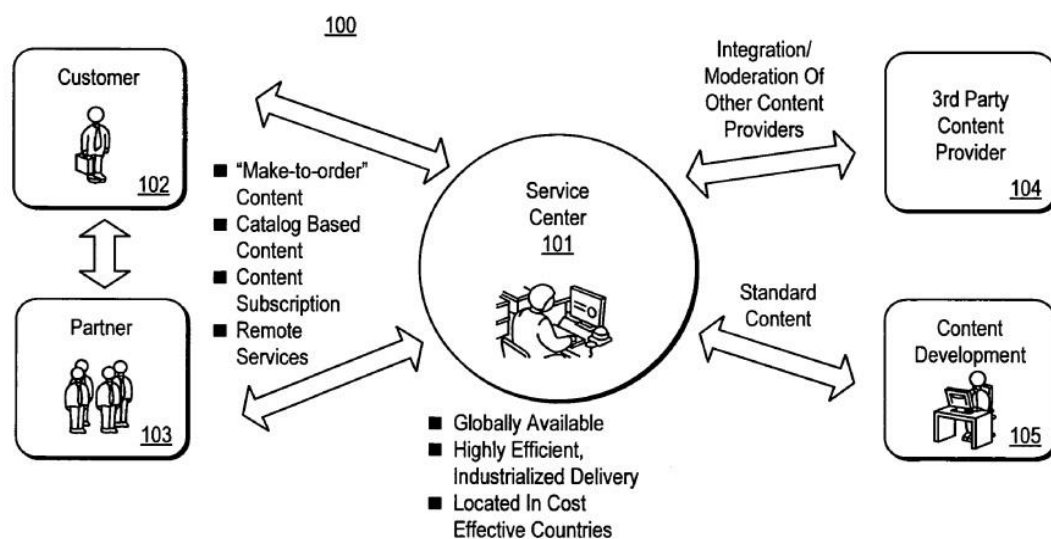 100
Customer
102
"Make-to-order"
Content
Catalog Based
Content
Content
Subscription
Remote
Services
Partner
103
Service
Center
101
Globally Available
Highly Efficient,
Industrialized Delivery
Located In Cost
Effective Countries
Integration/
Moderation Of
Other Content
Providers
3rd Party
Content
Provider
104
Standard
Content
Content
Development
105